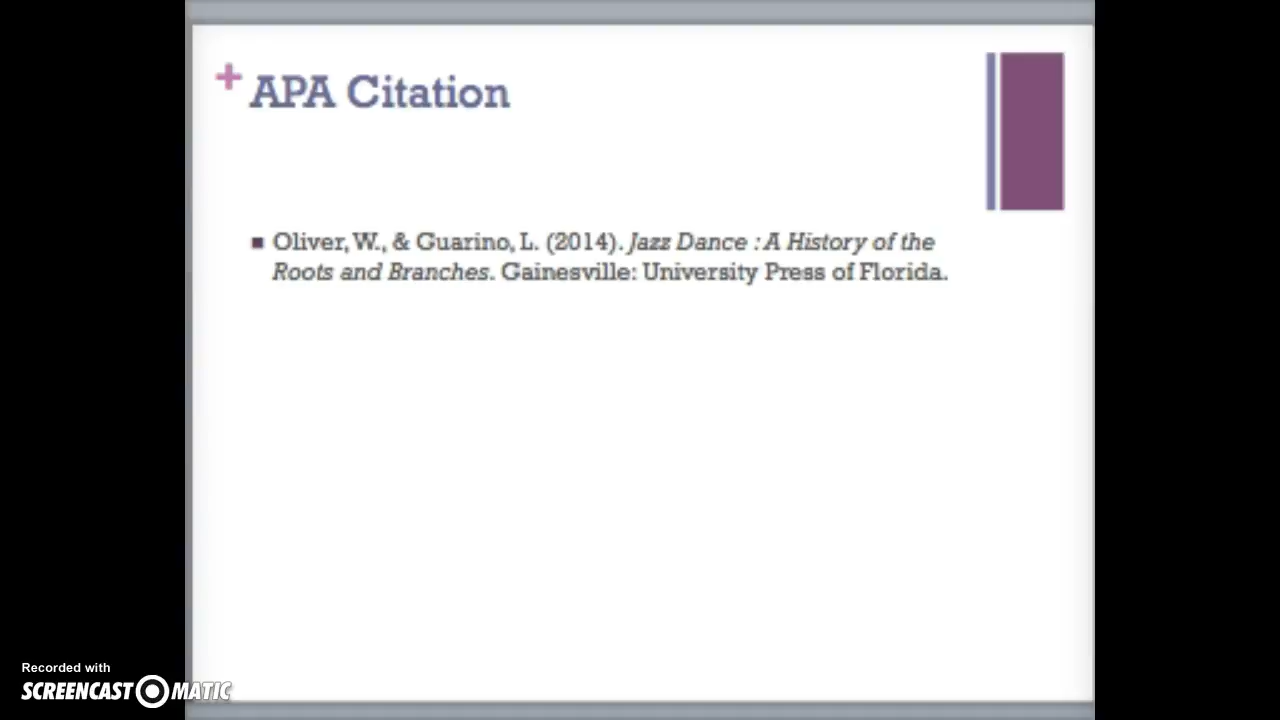 + APA Citation
Oliver, W., & Guarino, L. (2014). Jazz Dance : A History of the
Roots and Branches. Gainesville: University Press of Florida.
Recorded with
SCREENCAST O MATIC